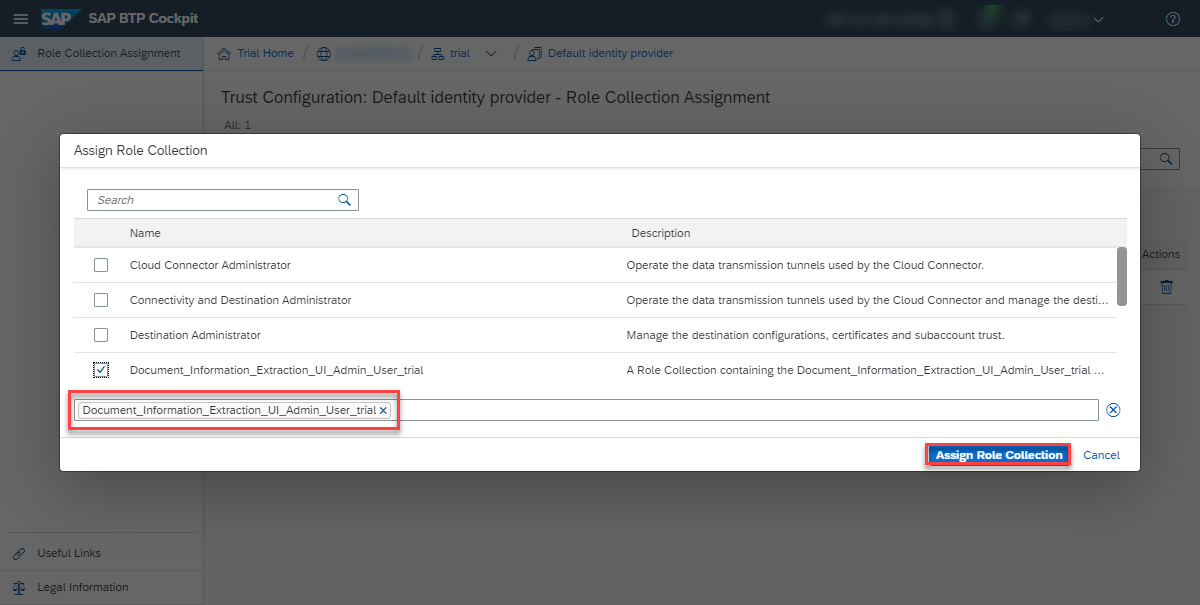 SAP SAP BTP Cockpit
Role Collection Assignment
Trial Home / / trial / Default identity provider
Trust Configuration: Default identity provider - Role Collection Assignment
All: 1
Assign Role Collection
Search
Name Description
Actions
Cloud Connector Administrator Operate the data transmission tunnels used by the Cloud Connector.
Connectivity and Destination Administrator Operate the data transmission tunnels used by the Cloud Connector and manage the desti...
Destination Administrator Manage the destination configurations, certificates and subaccount trust.
Document_Information_Extraction_UI_Admin_User_trial A Role Collection containing the Document_Information_Extraction_UI_Admin_User_trial ...
Document_Information_Extraction_UI_Admin_User_trial
Assign Role Collection Cancel
Useful Links
Legal Information